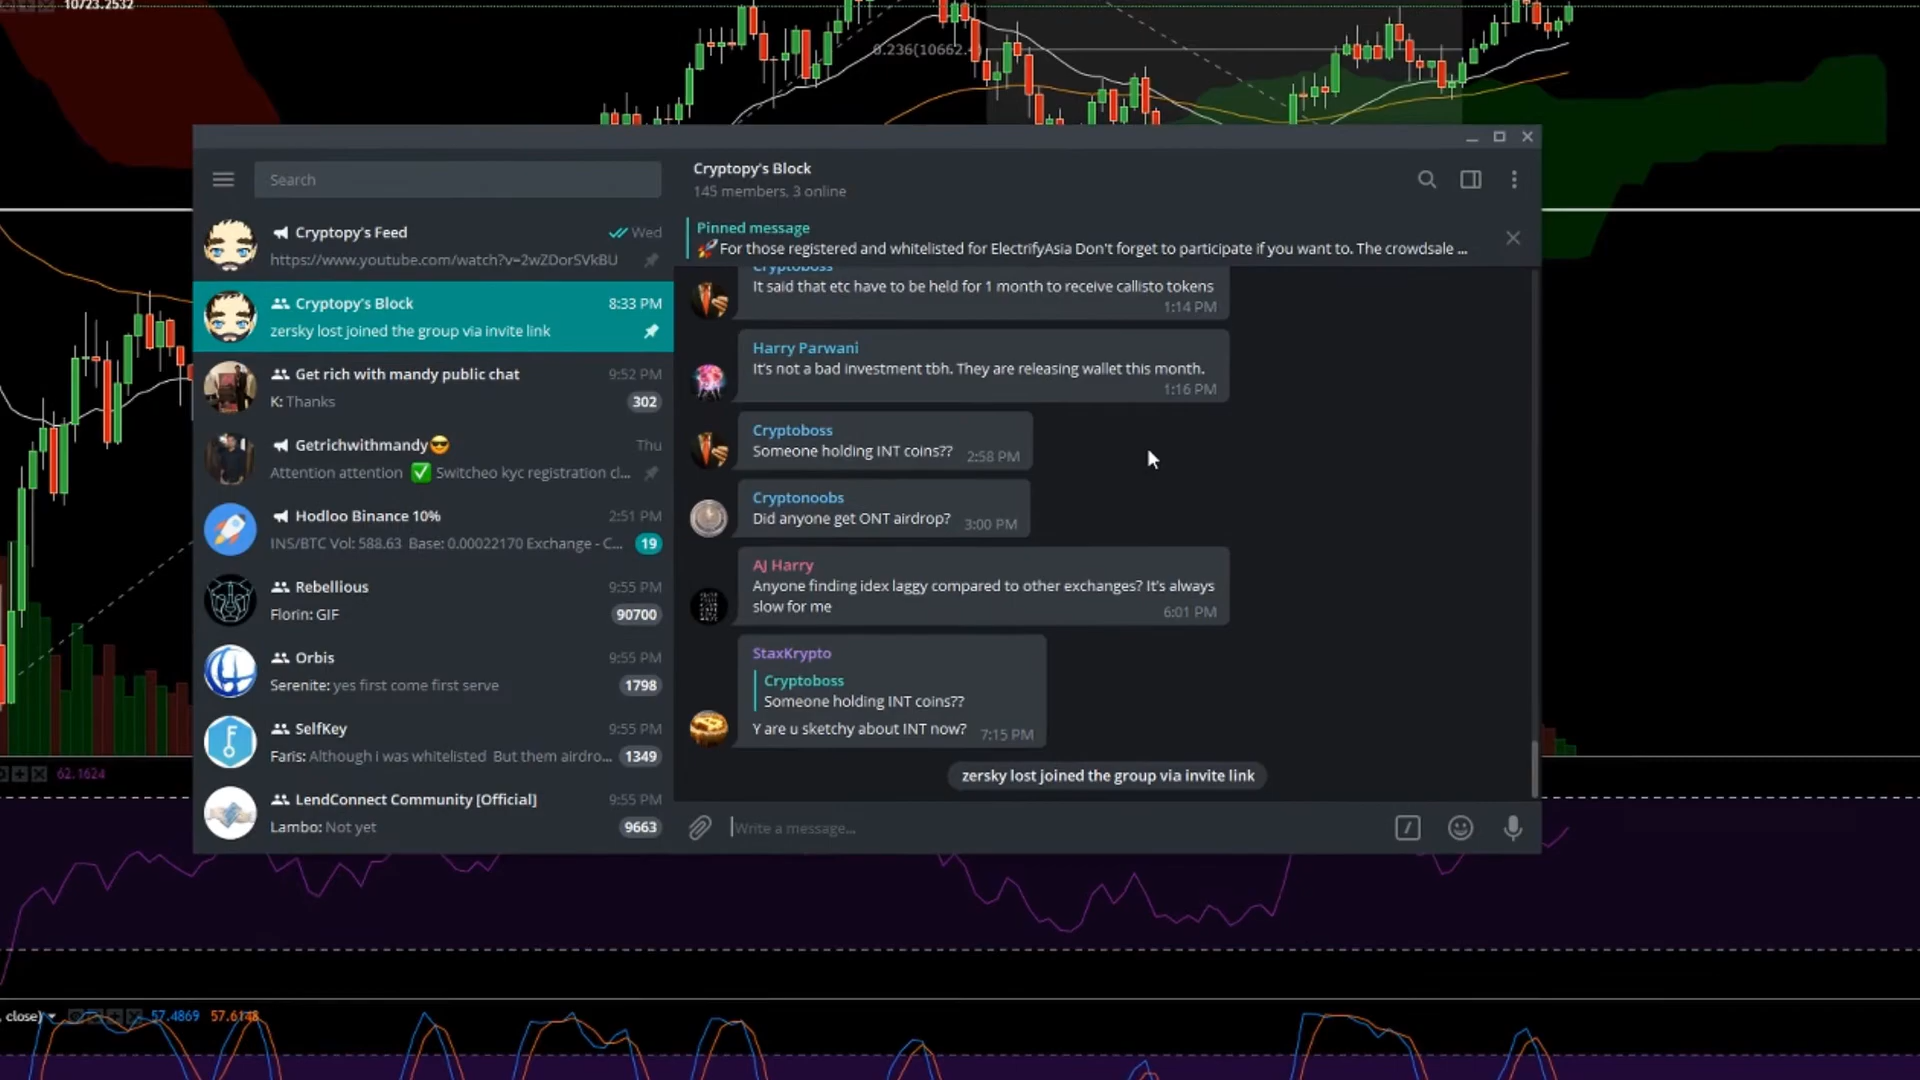 10723.2532
0.236(10662.
Search
Cryptopy's Feed
Wed
https://www.youtube.com/watch?v=2wZDorSVkBU
Cryptopy's Block
8:33 PM
zersky lost joined the group via invite link
Get rich with mandy public chat
9:52 PM
K: Thanks
302
Getrichwithmandy😎
Thu
Attention attention ✅ Switcheo kyc registration cl...
Hodloo Binance 10%
2:51 PM
INS/BTC Vol: 588.63 Base: 0.00022170 Exchange - C...
19
Rebellious
9:55 PM
Florin: GIF
90700
Orbis
9:55 PM
Serenite: yes first come first serve
1798
SelfKey
9:55 PM
Faris: Although i was whitelisted But them airdro...
1349
LendConnect Community [Official]
9:55 PM
Lambo: Not yet
9663
Cryptopy's Block
145 members, 3 online
Pinned message
🚀For those registered and whitelisted for ElectrifyAsia Don't forget to participate if you want to. The crowdsale ...
Cryptoboss
It said that etc have to be held for 1 month to receive callisto tokens
1:14 PM
Harry Parwani
It's not a bad investment tbh. They are releasing wallet this month.
1:16 PM
Cryptoboss
Someone holding INT coins??
2:58 PM
Cryptonoobs
Did anyone get ONT airdrop?
3:00 PM
AJ Harry
Anyone finding idex laggy compared to other exchanges? It's always
slow for me
6:01 PM
StaxKrypto
Cryptoboss
Someone holding INT coins??
Y are u sketchy about INT now?
7:15 PM
zersky lost joined the group via invite link
Write a message...
62.1624
close)
57.4869
57.6148